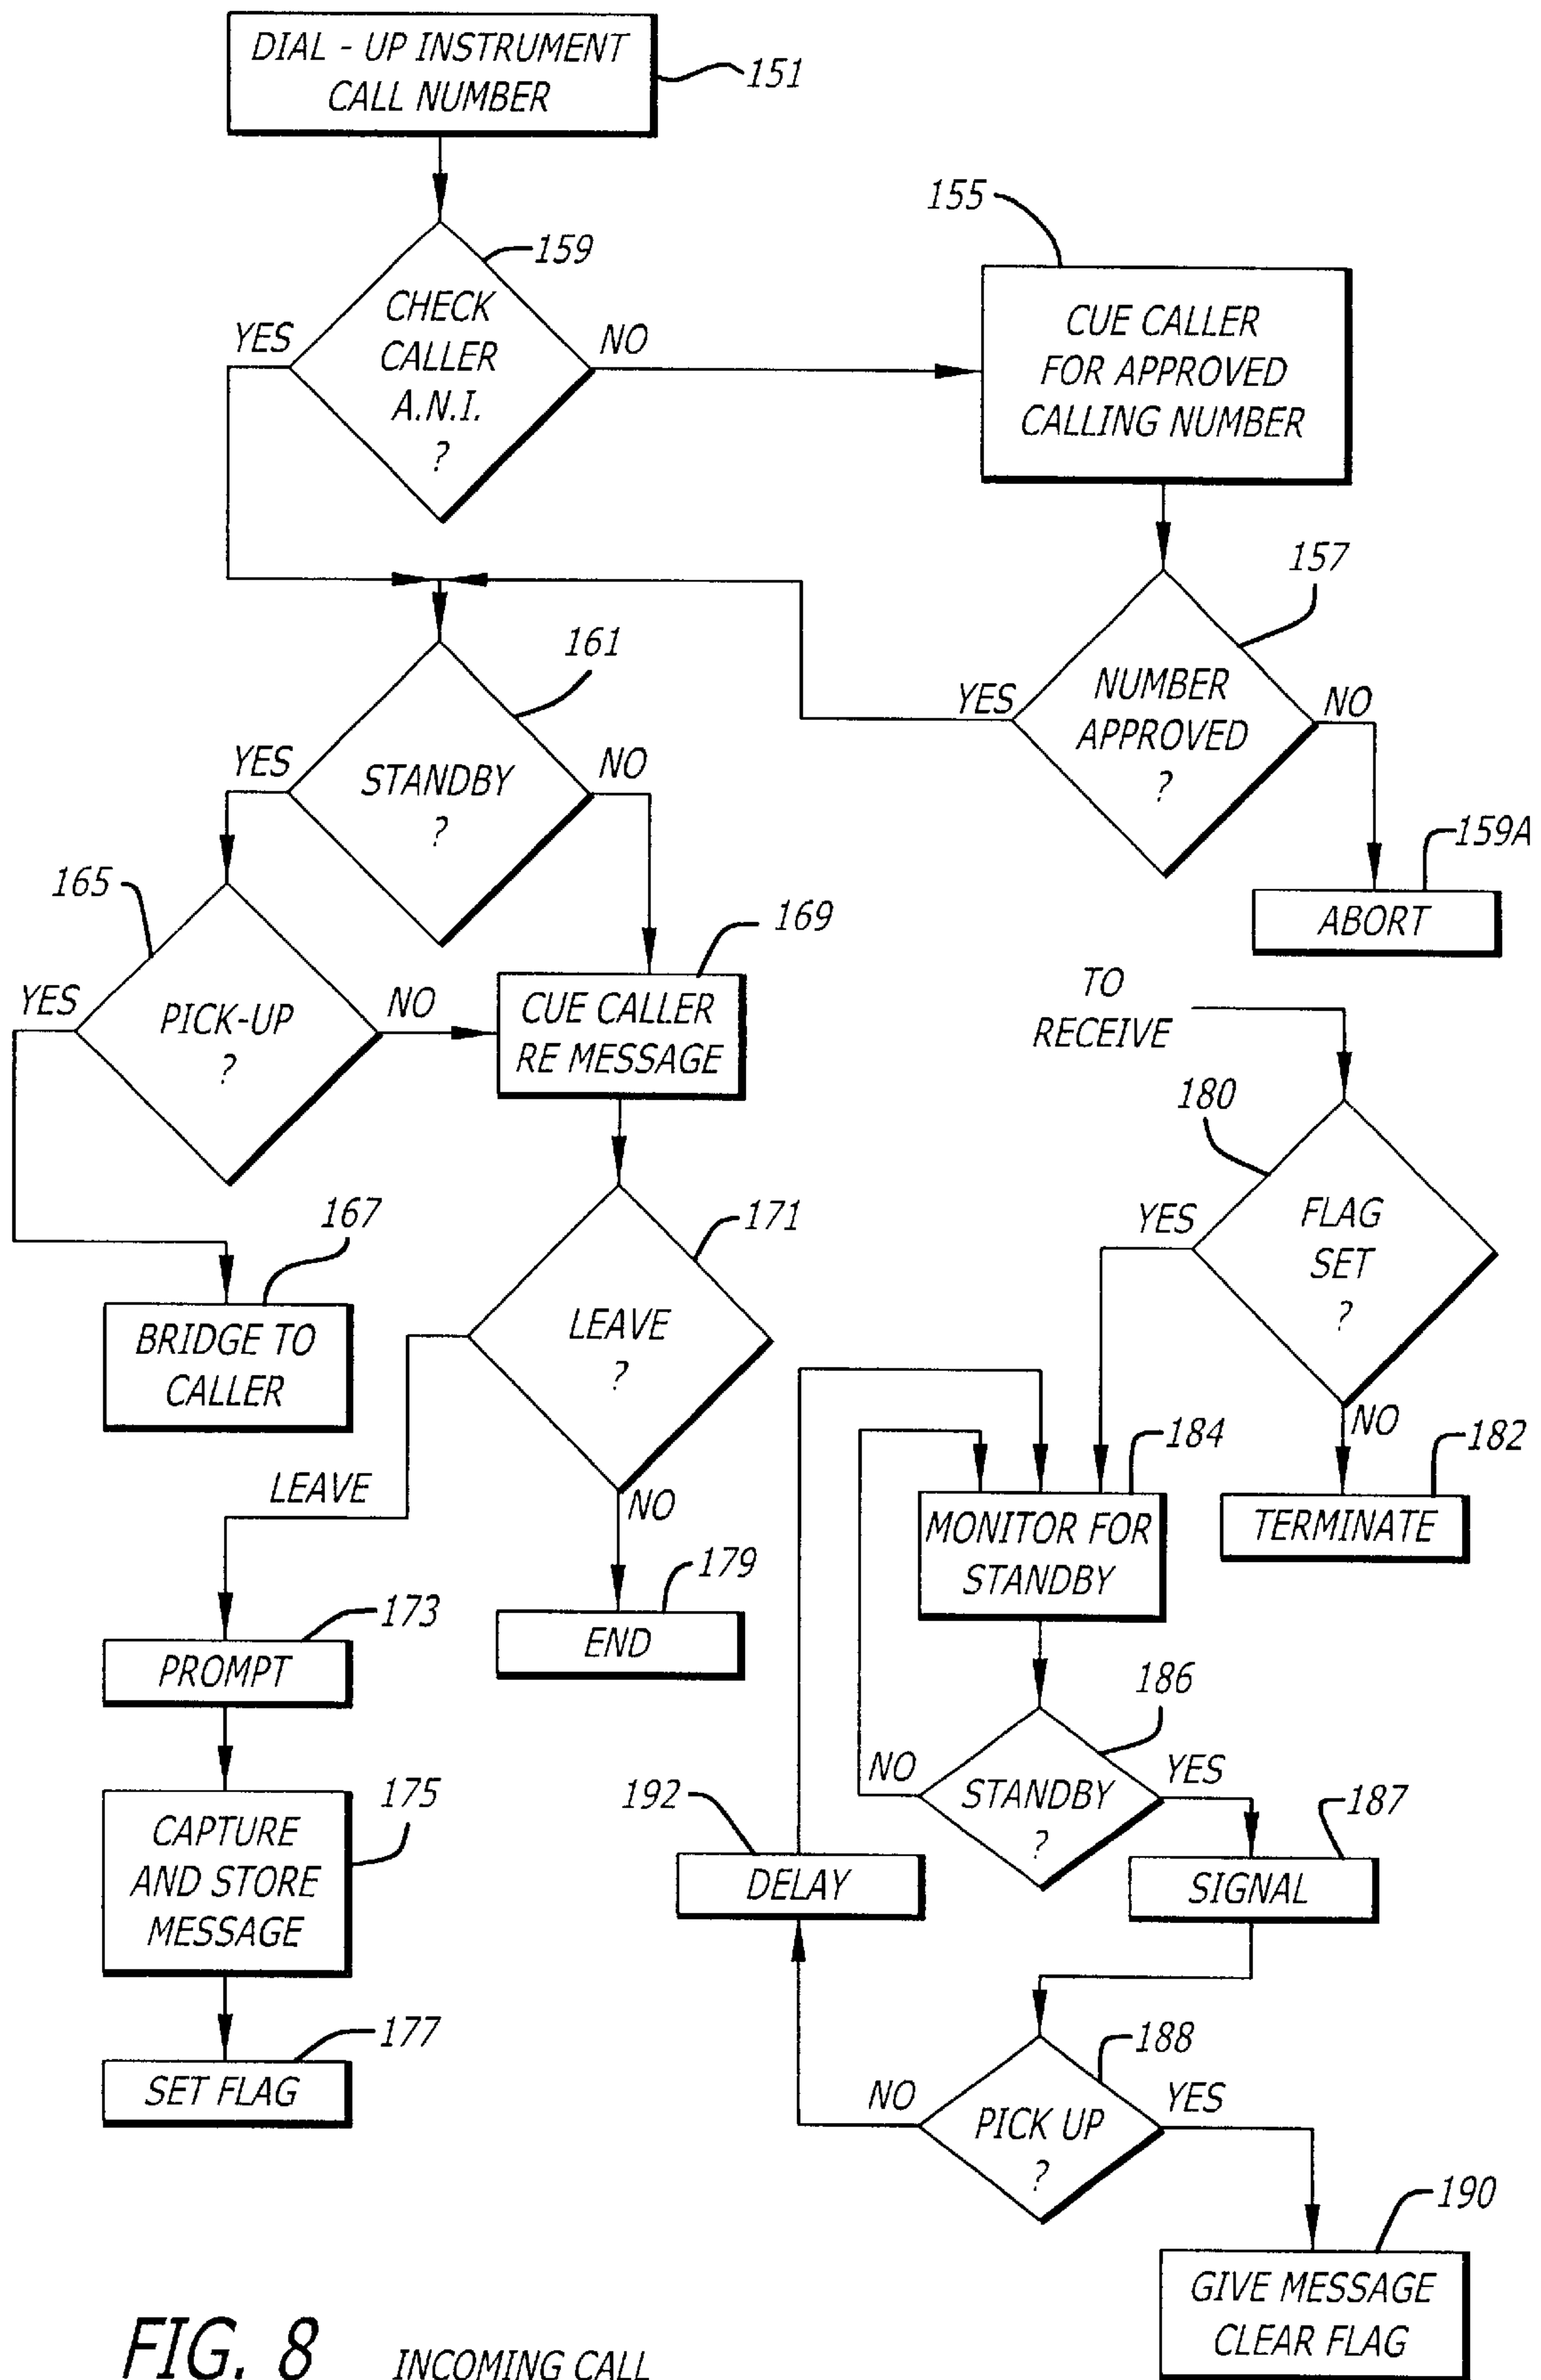 DIAL - UP INSTRUMENT
CALL NUMBER
151
155
159
CHECK
CALLER
A.N.I.
?
YES
NO
CUE CALLER
FOR APPROVED
CALLING NUMBER
157
161
NUMBER
APPROVED
?
YES
NO
STANDBY
?
YES
NO
159A
ABORT
165
169
PICK-UP
?
YES
NO
CUE CALLER
RE MESSAGE
TO
RECEIVE
180
FLAG
SET
?
YES
NO
167
171
BRIDGE TO
CALLER
LEAVE
?
LEAVE
NO
184
182
MONITOR FOR
STANDBY
TERMINATE
179
END
173
PROMPT
186
STANDBY
?
NO
YES
192
187
DELAY
SIGNAL
175
CAPTURE
AND STORE
MESSAGE
177
SET FLAG
188
PICK UP
?
NO
YES
190
GIVE MESSAGE
CLEAR FLAG
FIG. 8 INCOMING CALL